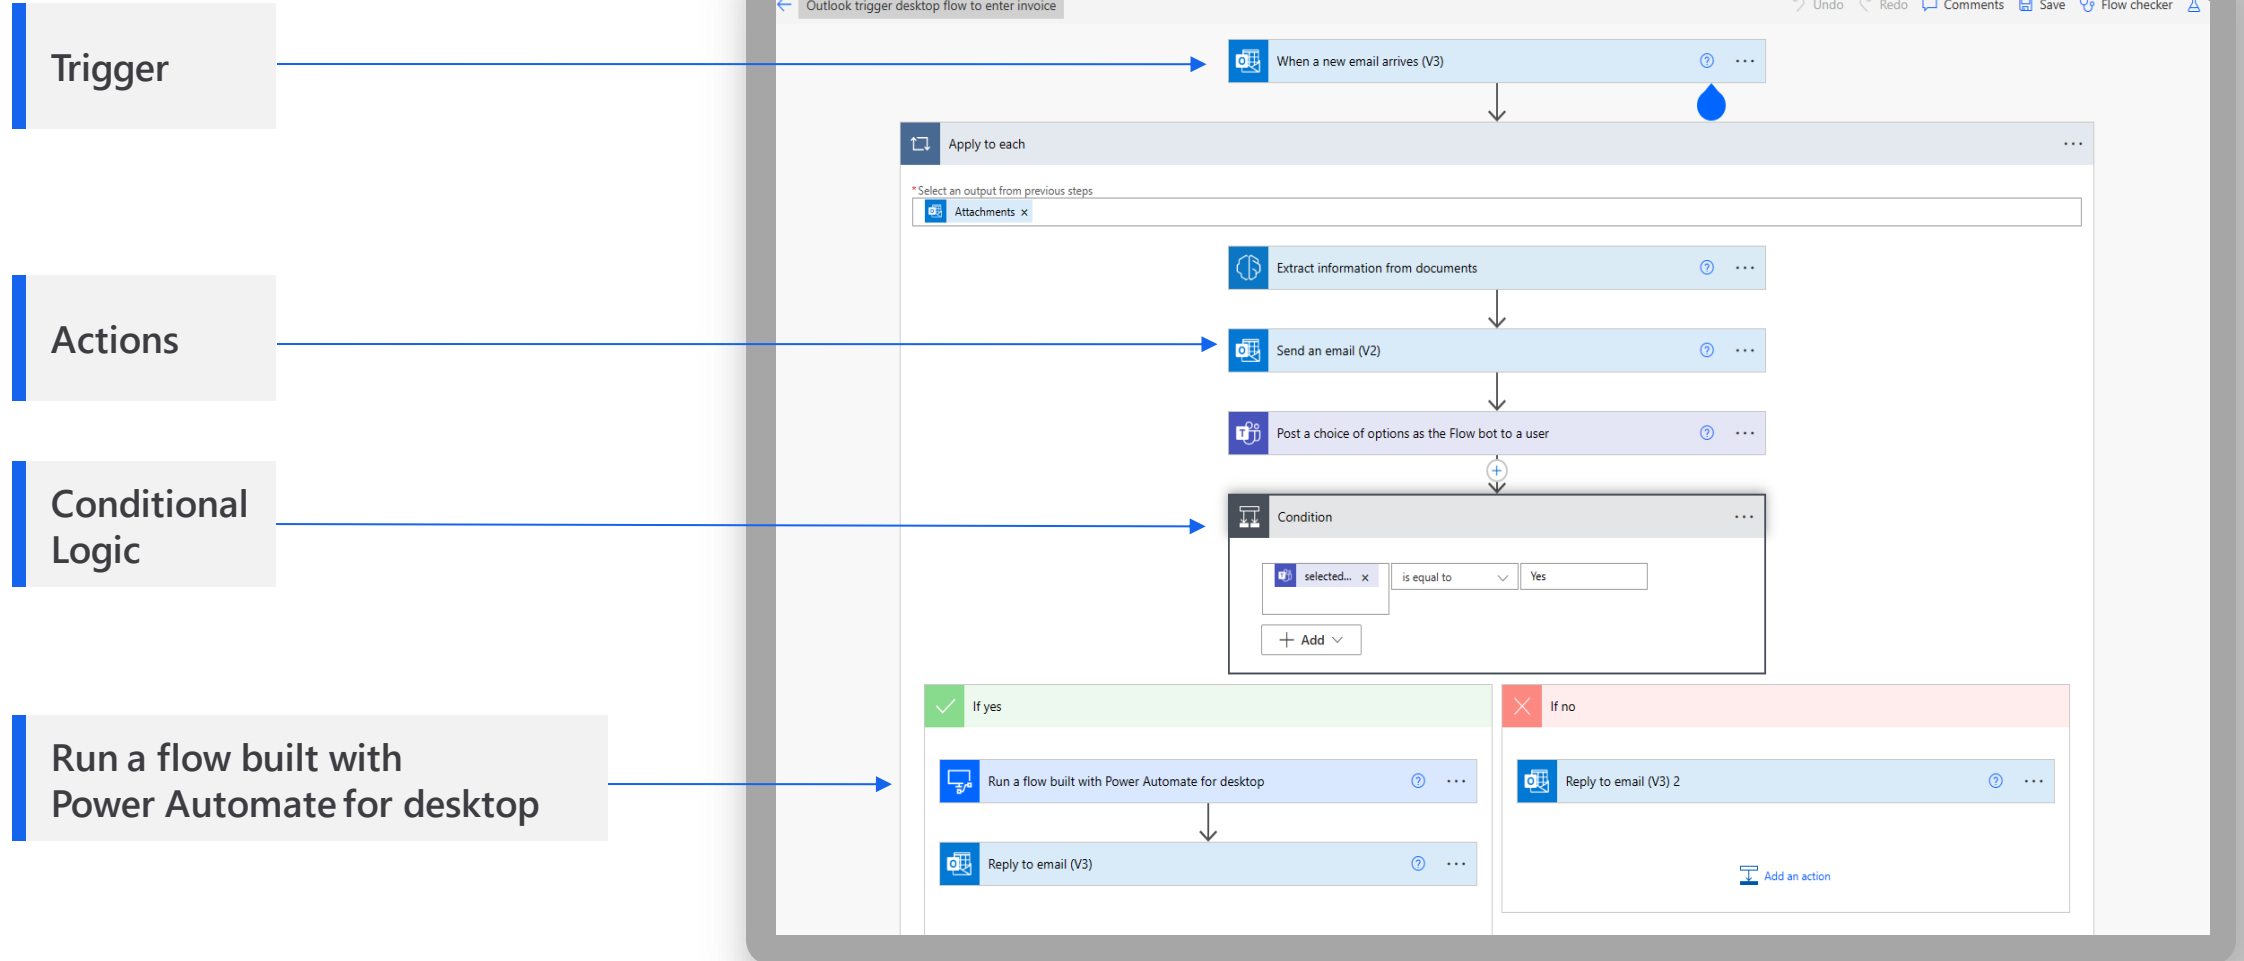 Outlook trigger desktop flow to enter invoice
Undo Redo Comments Save Flow checker
Trigger
When a new email arrives (V3)
Apply to each
* Select an output from previous steps
Attachments
Extract information from documents
Actions
Send an email (V2)
Post a choice of options as the Flow bot to a user
Conditional
Logic
Condition
selected... is equal to Yes
Add
If yes
If no
Run a flow built with
Power Automate for desktop
Run a flow built with Power Automate for desktop
Reply to email (V3) 2
Reply to email (V3)
Add an action